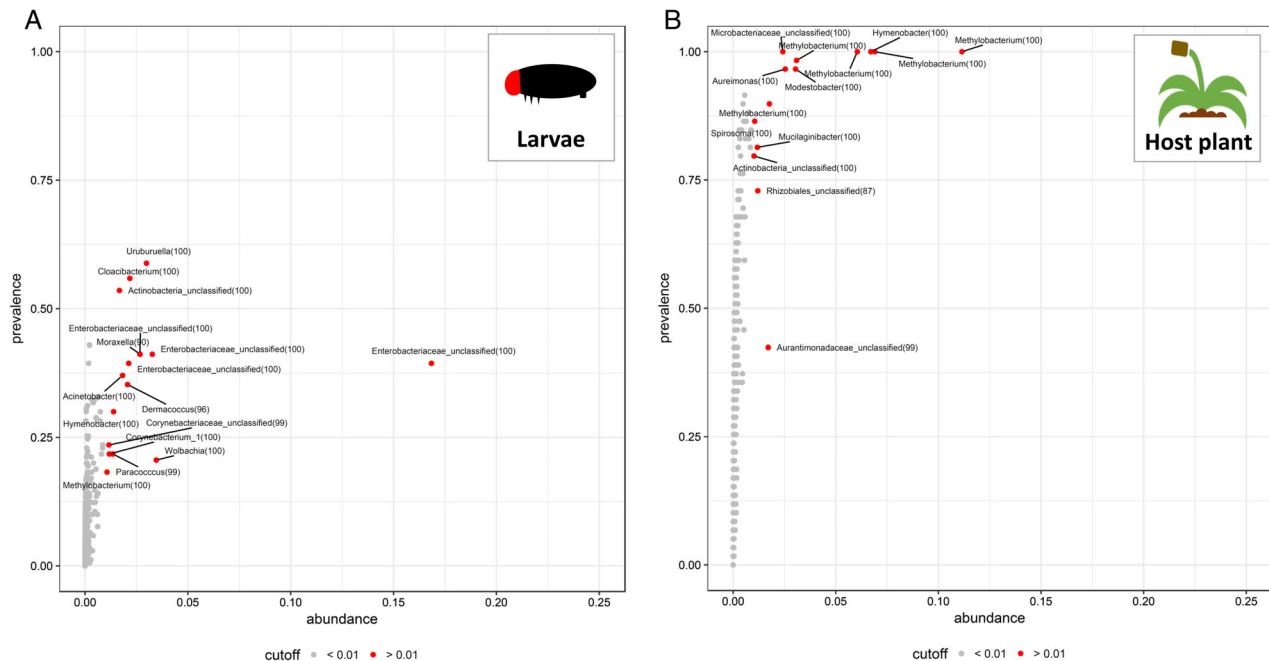 A
1.00
0.75
0.50
0.25
0.00
prevalence
Larvae
Uruburuella(100)
Cloacibacterium(100)
Actinobacteria_unclassified(100)
Enterobacteriaceae_unclassified(100)
Moraxella(90)
Enterobacteriaceae_unclassified(100)
Enterobacteriaceae_unclassified(100)
Enterobacteriaceae_unclassified(100)
Acinetobacter(100)
Dermacoccus(96)
Hymenobacter(100)
Corynebacteriaceae_unclassified(99)
Corynebacterium_1(100)
Wolbachia(100)
Paracocccus(99)
Methylobacterium(100)
0.00
0.05
0.10
0.15
0.20
0.25
abundance
cutoff < 0.01 > 0.01
B
1.00
0.75
0.50
0.25
0.00
prevalence
Host plant
Microbacteriaceae_unclassified(100)
Hymenobacter(100)
Methylobacterium(100)
Methylobacterium(100)
Methylobacterium(100)
Methylobacterium(100)
Aureimonas(100)
Modestobacter(100)
Methylobacterium(100)
Spirosoma(100)
Mucilaginibacter(100)
Actinobacteria_unclassified(100)
Rhizobiales_unclassified(87)
Aurantimonadaceae_unclassified(99)
0.00
0.05
0.10
0.15
0.20
0.25
abundance
cutoff < 0.01 > 0.01